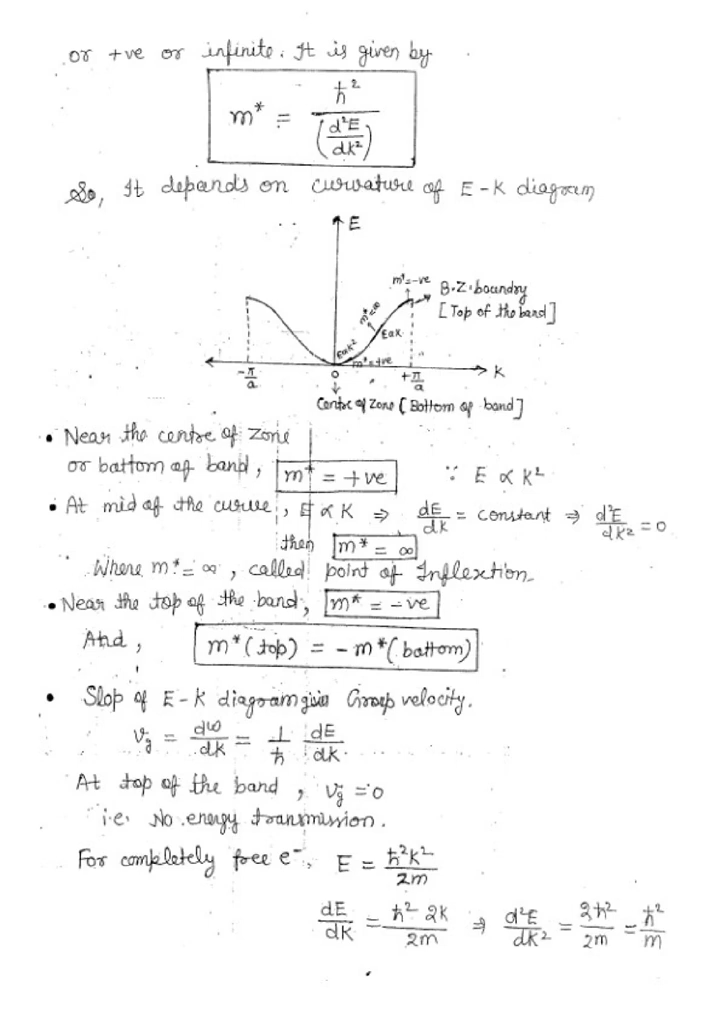 or +ve or infinite. It is given by
m* = ħ² / (d²E/dk²)
So, It depands on curvature of E-K diagram
E
m*=-ve
B.Z. boundry
[Top of the band]
m*=∞
E∝K
E∝K²
m*=+ve
-π/a
0
+π/a
K
Centre of Zone [Bottom of band]
• Near the centre of Zone
or battom of band, m* = +ve ∵ E ∝ K²
• At mid of the curve, E ∝ K ⇒ dE/dK = constant ⇒ d²E/dK² = 0
then m* = ∞
Where m* = ∞, called point of Inflextion.
• Near the top of the band, m* = -ve
And, m*(top) = - m*(battom)
• Slop of E-K diagram give Group velocity.
Vg = dω/dk = 1/ħ dE/dk.
At top of the band, Vg = 0
i.e. No energy transmission.
For completely free e⁻, E = ħ²K²/2m
dE/dK = ħ² 2K/2m ⇒ d²E/dK² = 2ħ²/2m = ħ²/m